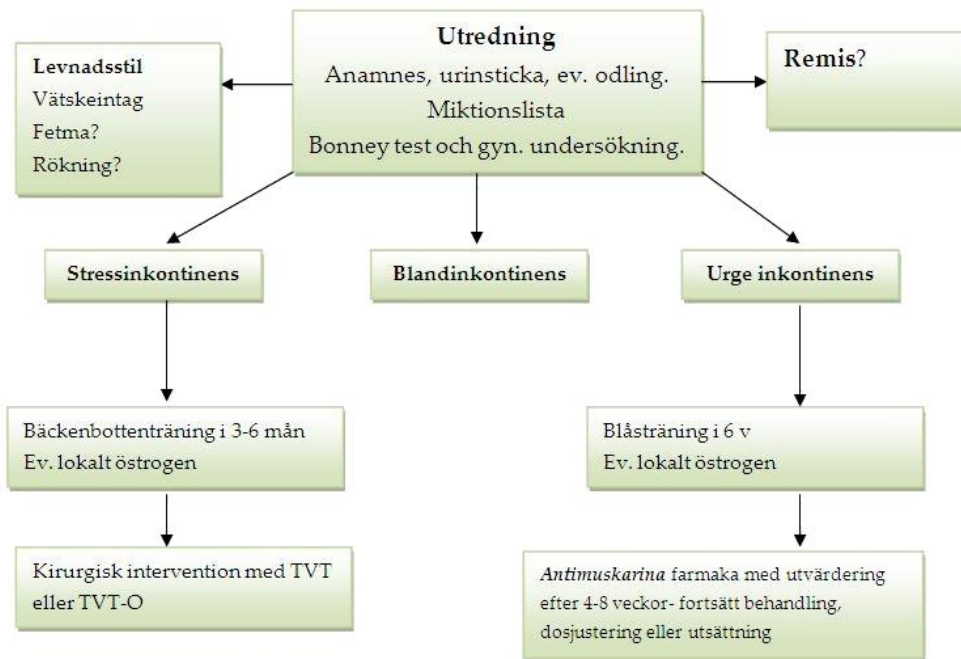 Utredning
Anamnes, urinsticka, ev. odling.
Miktionslista
Bonney test och gyn. undersökning.
Levnadsstil
Vätskeintag
Fetma?
Rökning?
Remis?
Stressinkontinens
Blandinkontinens
Urge inkontinens
Bäckenbottenträning i 3-6 mån
Ev. lokalt östrogen
Blåsträning i 6 v
Ev. lokalt östrogen
Kirurgisk intervention med TVT
eller TVT-O
Antimuskarina farmaka med utvärdering
efter 4-8 veckor- fortsätt behandling,
dosjustering eller utsättning